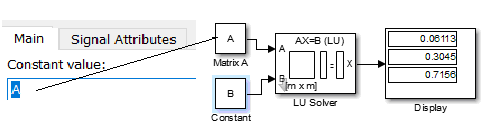 Main
Signal Attributes
Constant value:
A
A
Matrix A
B
Constant
AX=B (LU)
A
B
X
=
[m x m]
LU Solver
0.06113
0.3045
0.7156
Display